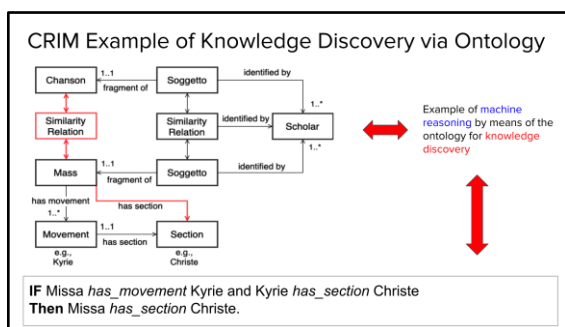 CRIM Example of Knowledge Discovery via Ontology
Chanson
1..1
fragment of
Soggetto
identified by
1..*
Similarity
Relation
Similarity
Relation
identified by
Scholar
1..*
Mass
1..1
fragment of
Soggetto
identified by
has movement
1..*
has section
Movement
1..1
has section
Section
e.g.,
Kyrie
e.g.,
Christe
Example of machine
reasoning by means of the
ontology for knowledge
discovery
IF Missa has_movement Kyrie and Kyrie has_section Christe
Then Missa has_section Christe.